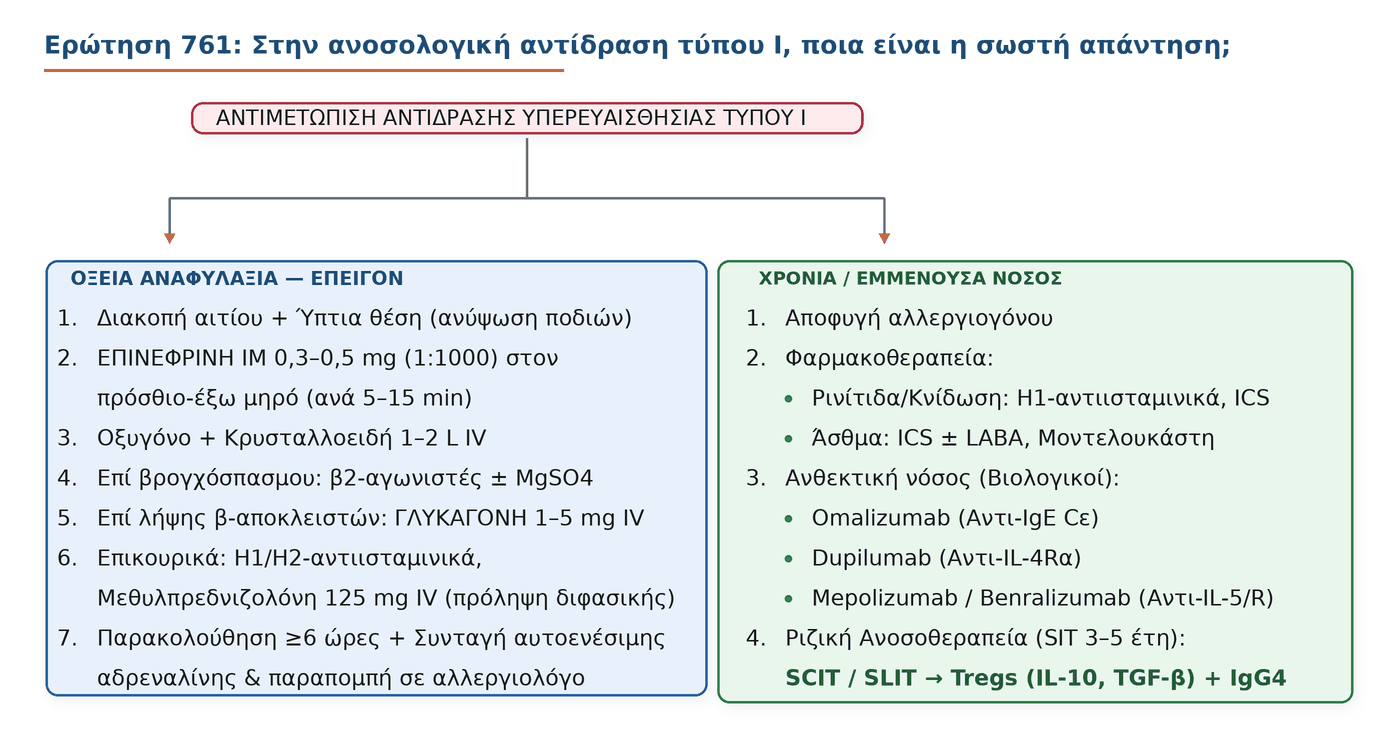 Ερώτηση 761: Στην ανοσολογική αντίδραση τύπου Ι, ποια είναι η σωστή απάντηση;
ΑΝΤΙΜΕΤΩΠΙΣΗ ΑΝΤΙΔΡΑΣΗΣ ΥΠΕΡΕΥΑΙΣΘΗΣΙΑΣ ΤΥΠΟΥ Ι
ΟΞΕΙΑ ΑΝΑΦΥΛΑΞΙΑ — ΕΠΕΙΓΟΝ
1. Διακοπή αιτίου + Ύπτια θέση (ανύψωση ποδιών)
2. ΕΠΙΝΕΦΡΙΝΗ IM 0,3–0,5 mg (1:1000) στον
πρόσθιο-έξω μηρό (ανά 5–15 min)
3. Οξυγόνο + Κρυσταλλοειδή 1–2 L IV
4. Επί βρογχόσπασμου: β2-αγωνιστές ± MgSO4
5. Επί λήψης β-αποκλειστών: ΓΛΥΚΑΓΟΝΗ 1–5 mg IV
6. Επικουρικά: H1/H2-αντιισταμινικά,
Μεθυλπρεδνιζολόνη 125 mg IV (πρόληψη διφασικής)
7. Παρακολούθηση ≥6 ώρες + Συνταγή αυτοενέσιμης
αδρεναλίνης & παραπομπή σε αλλεργιολόγο
ΧΡΟΝΙΑ / ΕΜΜΕΝΟΥΣΑ ΝΟΣΟΣ
1. Αποφυγή αλλεργιογόνου
2. Φαρμακοθεραπεία:
• Ρινίτιδα/Κνίδωση: H1-αντιισταμινικά, ICS
• Άσθμα: ICS ± LABA, Μοντελουκάστη
3. Ανθεκτική νόσος (Βιολογικοί):
• Omalizumab (Αντι-IgE Cε)
• Dupilumab (Αντι-IL-4Rα)
• Mepolizumab / Benralizumab (Αντι-IL-5/R)
4. Ριζική Ανοσοθεραπεία (SIT 3–5 έτη):
SCIT / SLIT → Tregs (IL-10, TGF-β) + IgG4